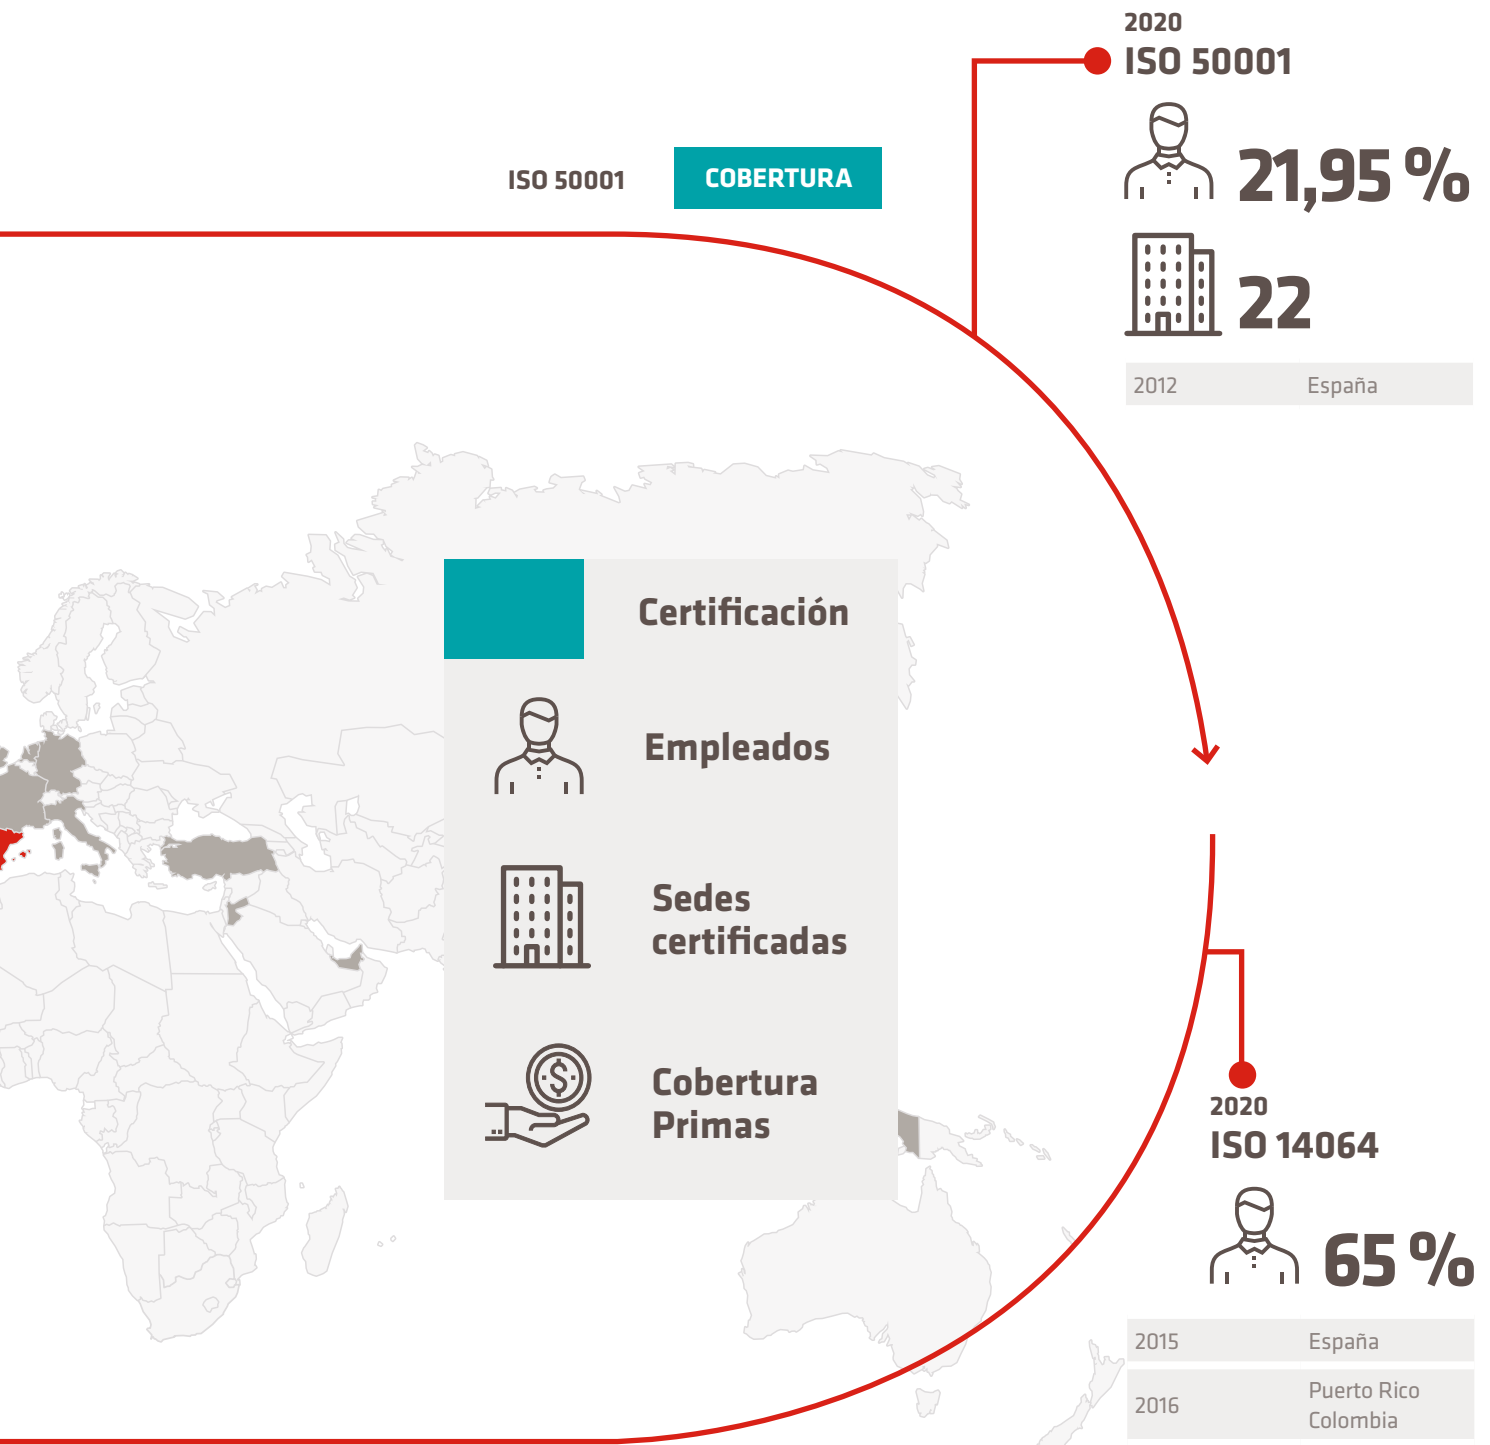 2020
ISO 50001
ISO 50001
COBERTURA
21,95 %
22
2012 España
Certificación
Empleados
Sedes
certificadas
Cobertura
Primas
2020
ISO 14064
65 %
2015 España
2016 Puerto Rico
Colombia